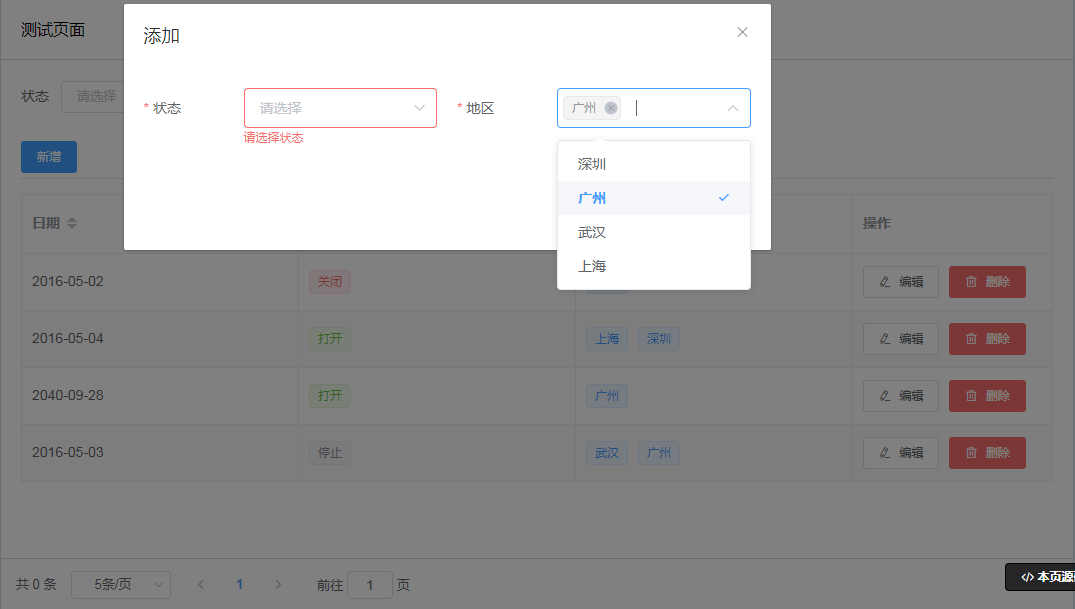 测试页面
添加
状态 请选择
* 状态 请选择 * 地区 广州
请选择状态
新增
深圳
广州
武汉
上海
日期 操作
2016-05-02 关闭 编辑 删除
2016-05-04 打开 上海 深圳 编辑 删除
2040-09-28 打开 广州 编辑 删除
2016-05-03 停止 武汉 广州 编辑 删除
共 0 条 5条/页 1 前往 1 页
</> 本页源